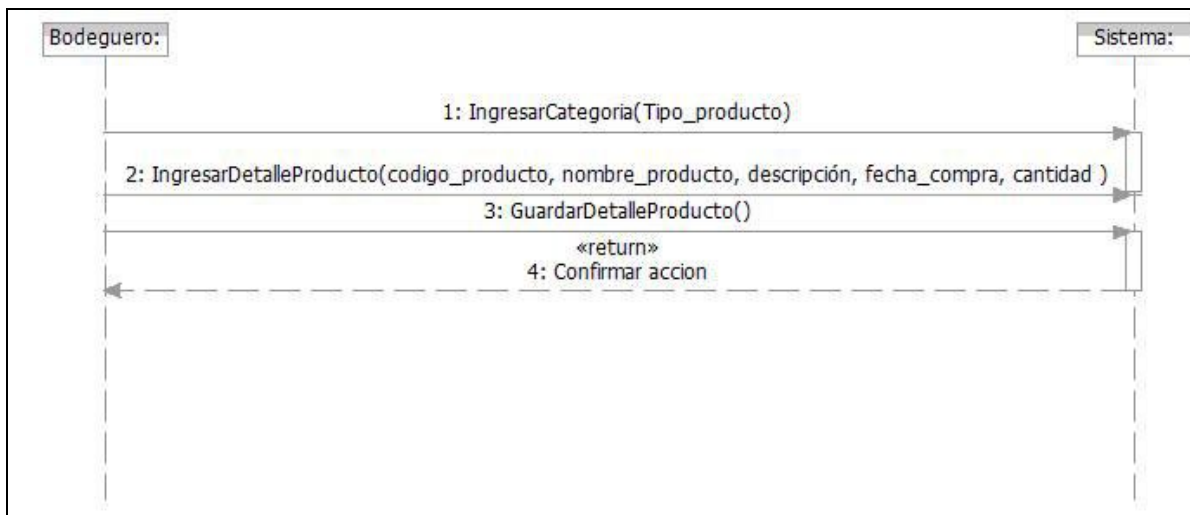 Bodeguero:
Sistema:
1: IngresarCategoria(Tipo_producto)
2: IngresarDetalleProducto(codigo_producto, nombre_producto, descripción, fecha_compra, cantidad )
3: GuardarDetalleProducto()
«return»
4: Confirmar accion